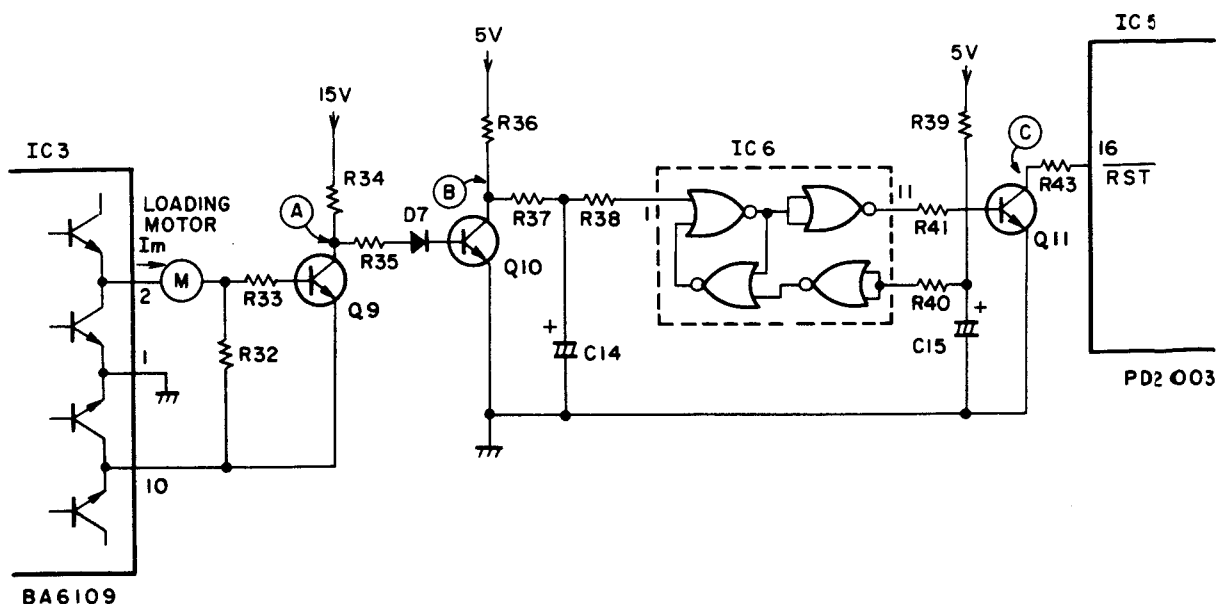 IC3
BA6109
LOADING
MOTOR
Im
M
2
1
10
R33
R32
15V
R34
A
R35
D7
Q9
5V
R36
B
Q10
R37
R38
C14
+
IC6
1
11
R41
R40
5V
R39
C15
+
C
Q11
R43
IC5
16
RST
PD2003